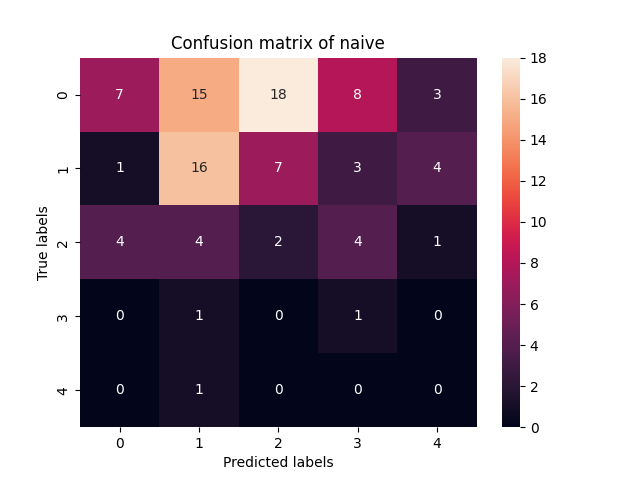 Confusion matrix of naive
0 7 15 18 8 3
1 1 16 7 3 4
2 4 4 2 4 1
3 0 1 0 1 0
4 0 1 0 0 0
0 1 2 3 4
Predicted labels
True labels
18
16
14
12
10
8
6
4
2
0